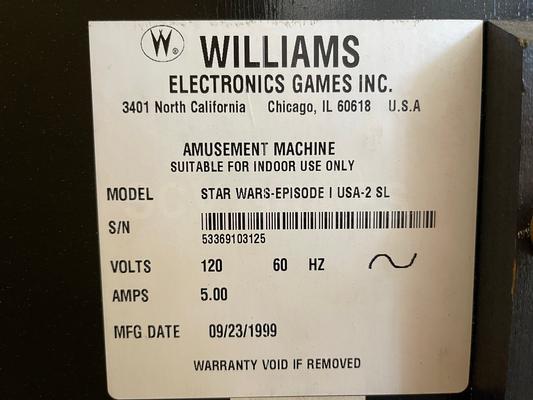 W ®
WILLIAMS
ELECTRONICS GAMES INC.
3401 North California Chicago, IL 60618 U.S.A
AMUSEMENT MACHINE
SUITABLE FOR INDOOR USE ONLY
MODEL STAR WARS-EPISODE I USA-2 SL
S/N
53369103125
VOLTS 120 60 HZ ~
AMPS 5.00
MFG DATE 09/23/1999
WARRANTY VOID IF REMOVED